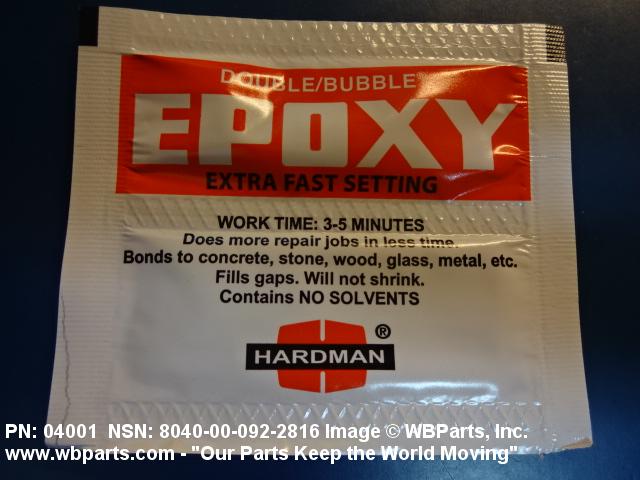 DOUBLE/BUBBLE®
EPOXY
EXTRA FAST SETTING
WORK TIME: 3-5 MINUTES
Does more repair jobs in less time.
Bonds to concrete, stone, wood, glass, metal, etc.
Fills gaps. Will not shrink.
Contains NO SOLVENTS
HARDMAN®
PN: 04001 NSN: 8040-00-092-2816 Image © WBParts, Inc.
www.wbparts.com - "Our Parts Keep the World Moving"